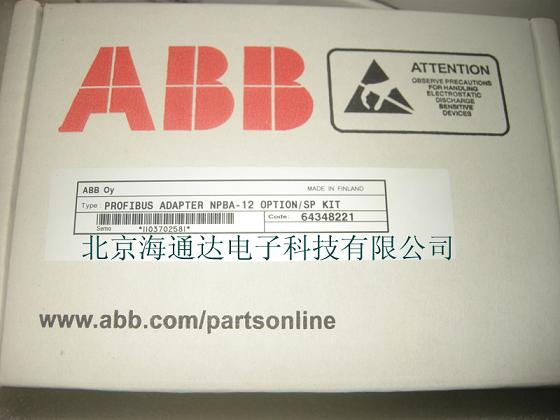 ABB
ATTENTION
OBSERVE PRECAUTIONS
FOR HANDLING
ELECTROSTATIC
DISCHARGE
SENSITIVE
DEVICES
ABB Oy
MADE IN FINLAND
Type: PROFIBUS ADAPTER NPBA-12 OPTION/SP KIT
Code: 64348221
Serno *1103702581*
北京海通达电子科技有限公司
www.abb.com/partsonline